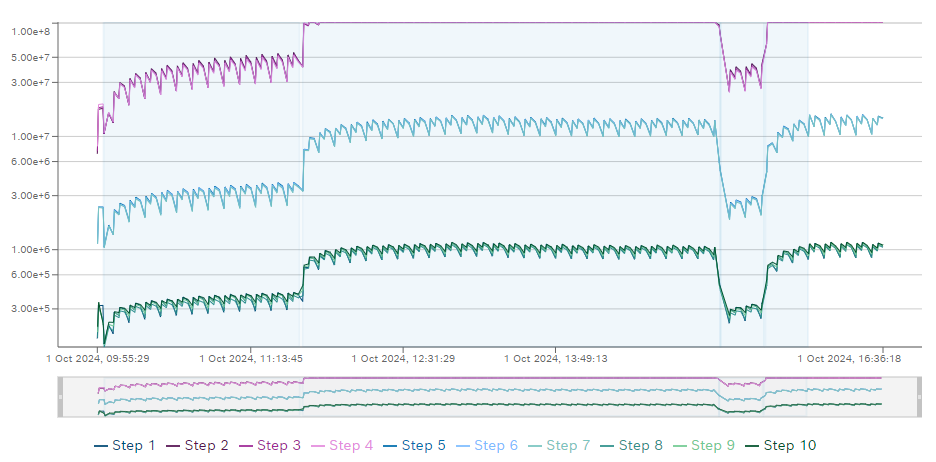 1.00e+8
5.00e+7
3.00e+7
1.00e+7
6.00e+6
3.00e+6
1.00e+6
6.00e+5
3.00e+5
1 Oct 2024, 09:55:29 1 Oct 2024, 11:13:45 1 Oct 2024, 12:31:29 1 Oct 2024, 13:49:13 1 Oct 2024, 16:36:18
Step 1 Step 2 Step 3 Step 4 Step 5 Step 6 Step 7 Step 8 Step 9 Step 10